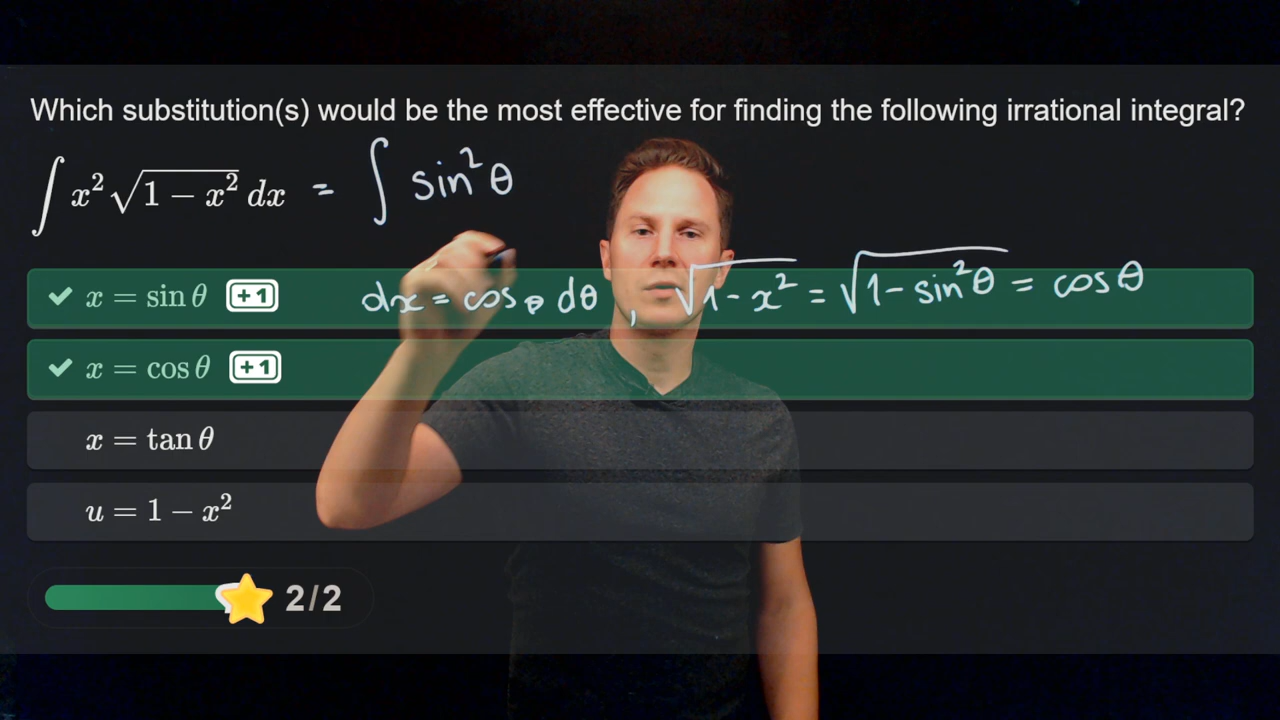 Which substitution(s) would be the most effective for finding the following irrational integral?
∫ x² √(1 − x²) dx = ∫ sin²θ
✓ x = sin θ +1 dx = cos θ dθ , √(1 - x²) = √(1 - sin²θ) = cos θ
✓ x = cos θ +1
x = tan θ
u = 1 − x²
2/2